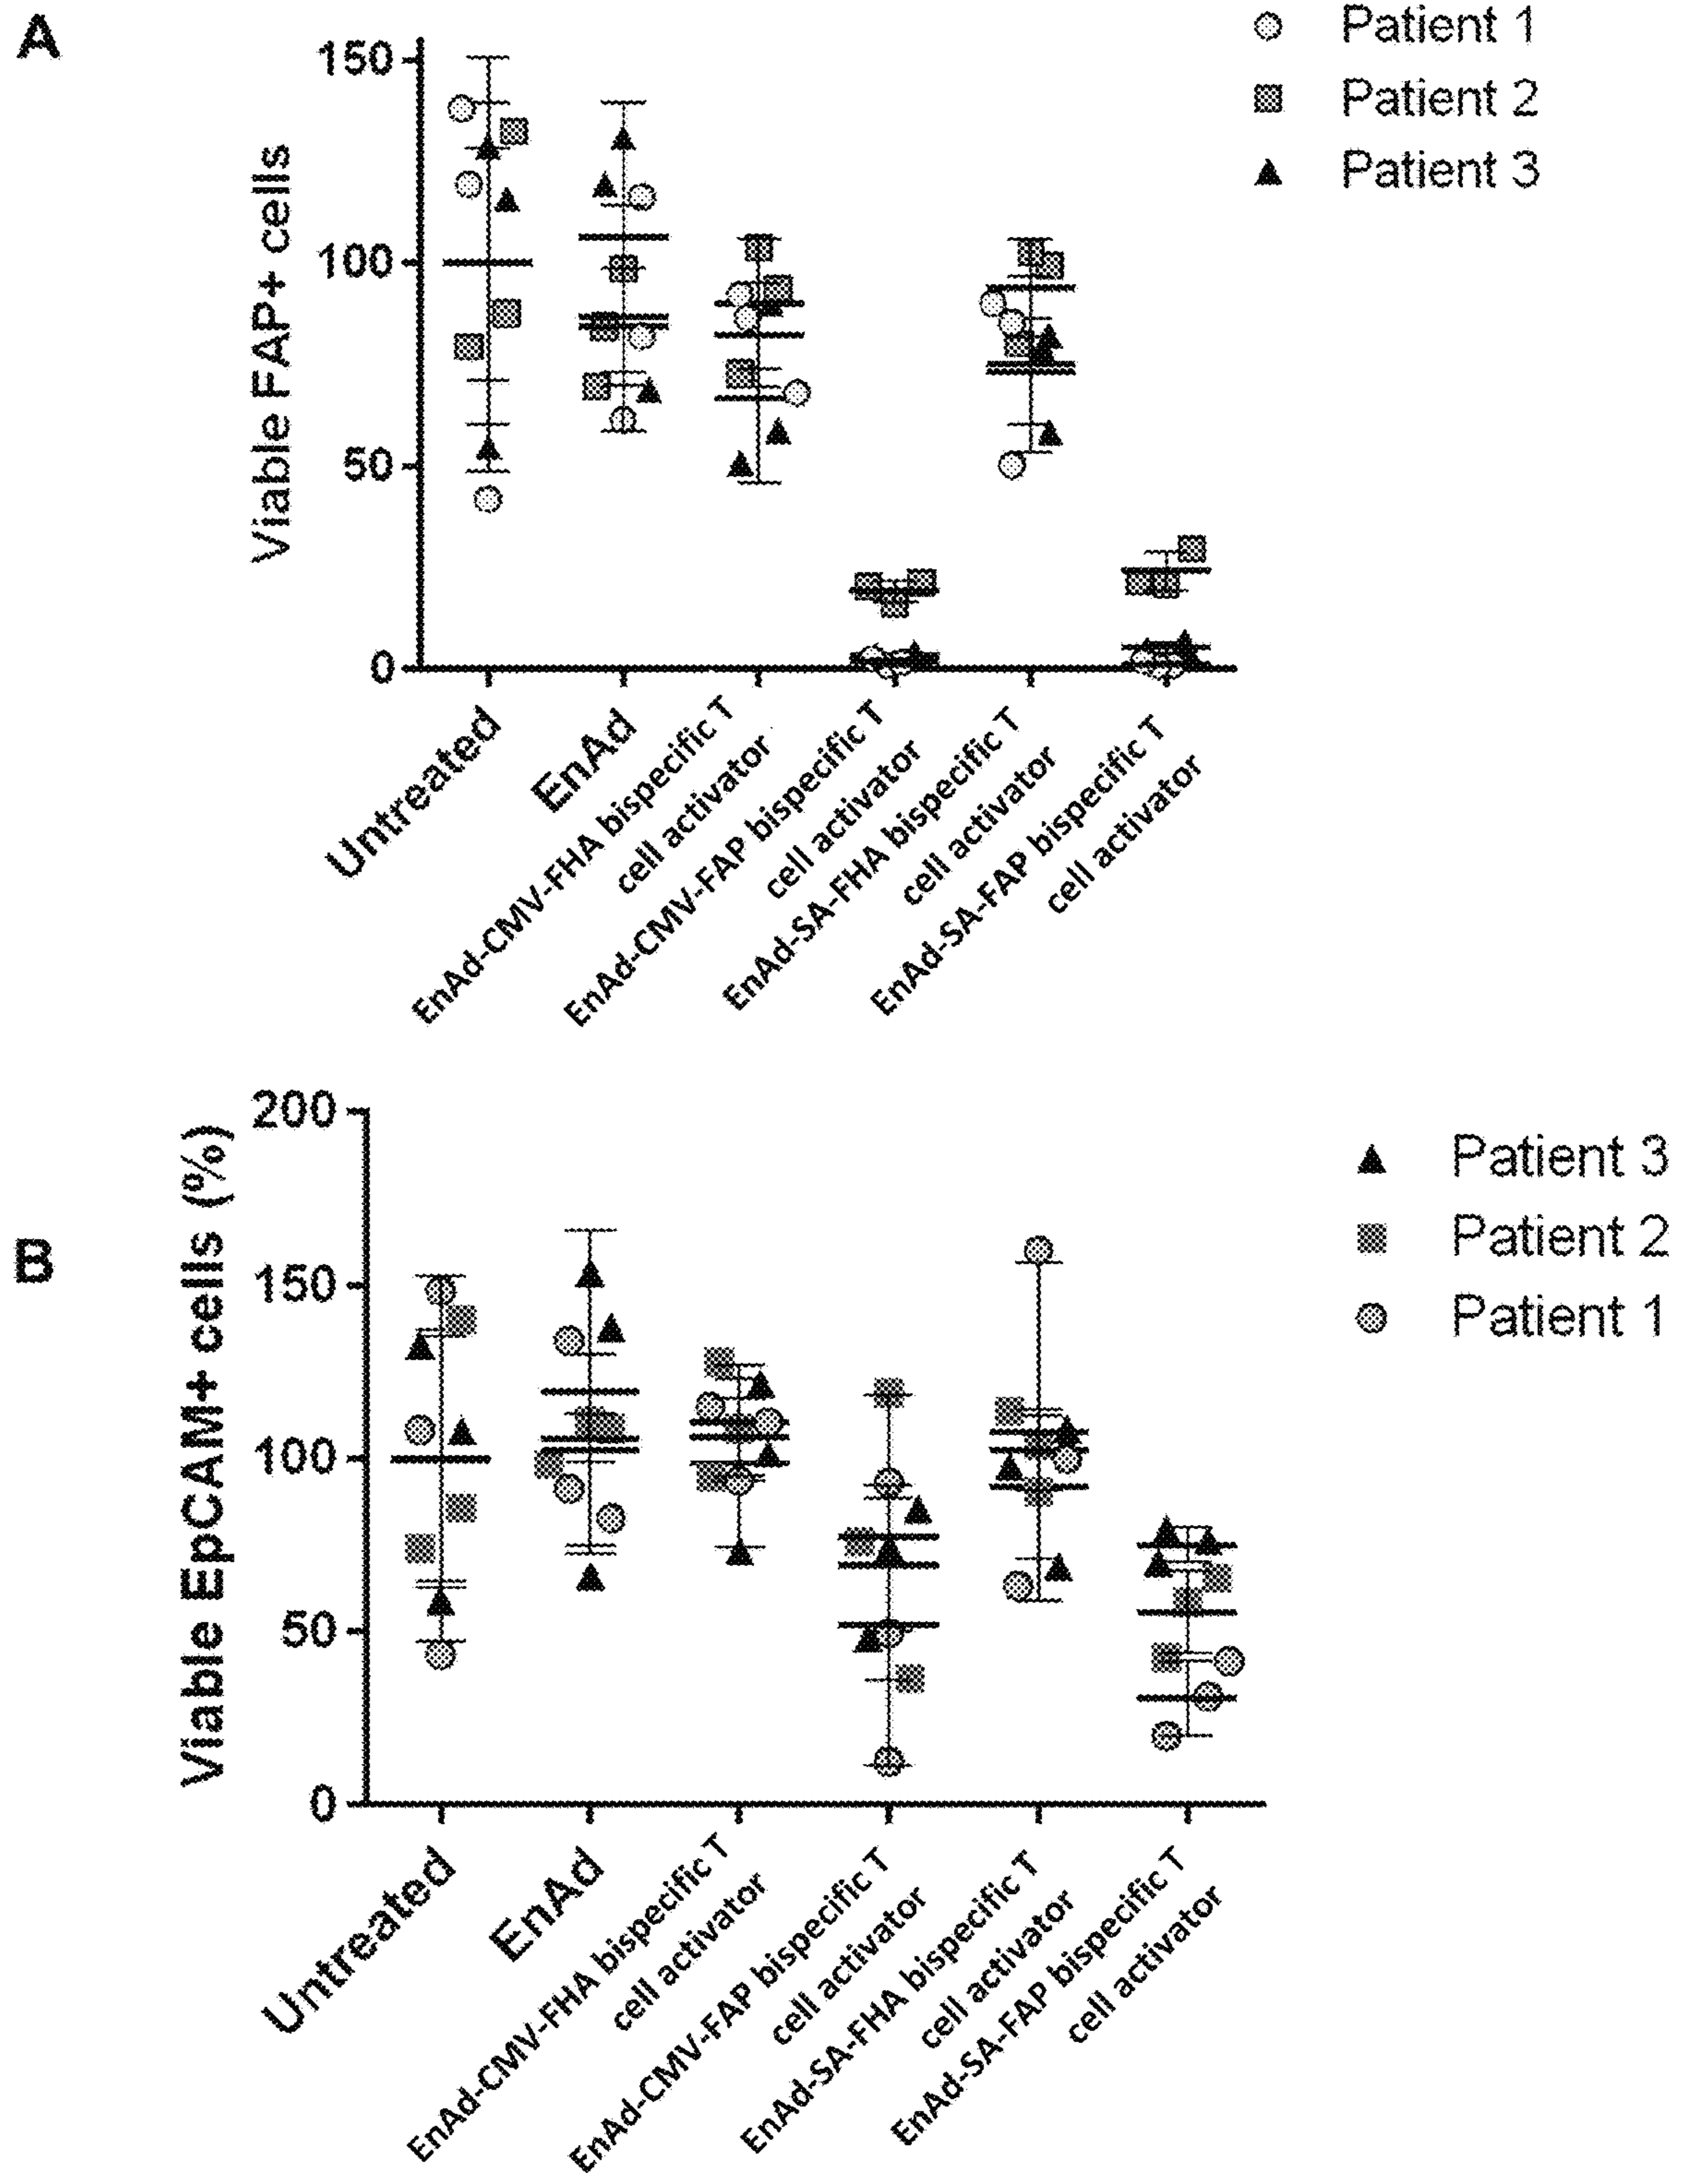 A
Patient 1
Patient 2
Patient 3
Viable FAP+ cells
150
100
50
0
Untreated
EnAd
EnAd-CMV-FHA bispecific T
cell activator
EnAd-CMV-FAP bispecific T
cell activator
EnAd-SA-FHA bispecific T
cell activator
EnAd-SA-FAP bispecific T
cell activator
B
Patient 3
Patient 2
Patient 1
Viable EpCAM+ cells (%)
200
150
100
50
0
Untreated
EnAd
EnAd-CMV-FHA bispecific T
cell activator
EnAd-CMV-FAP bispecific T
cell activator
EnAd-SA-FHA bispecific T
cell activator
EnAd-SA-FAP bispecific T
cell activator